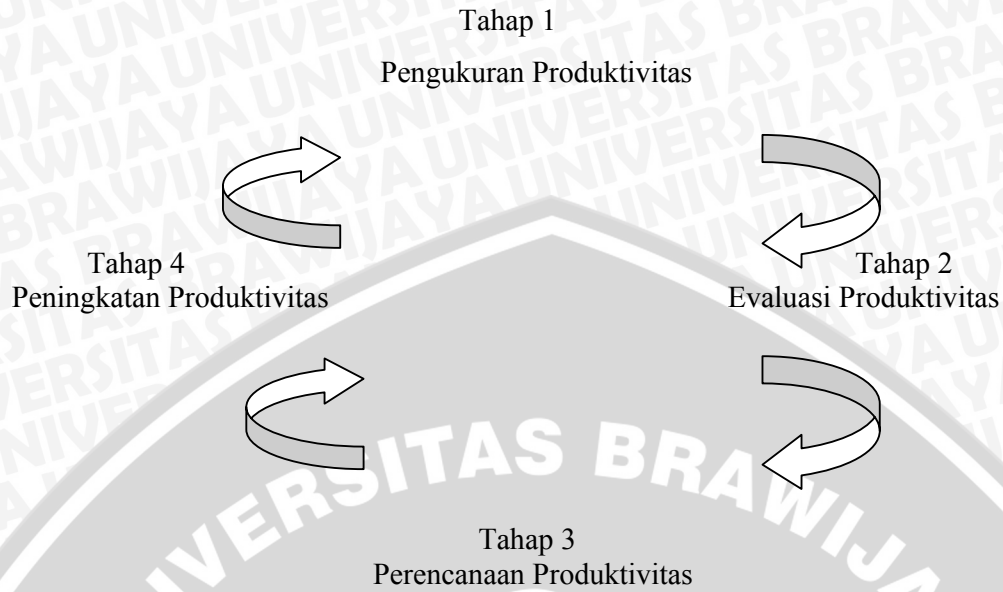 Tahap 1
Pengukuran Produktivitas
Tahap 4
Peningkatan Produktivitas
Tahap 2
Evaluasi Produktivitas
Tahap 3
Perencanaan Produktivitas